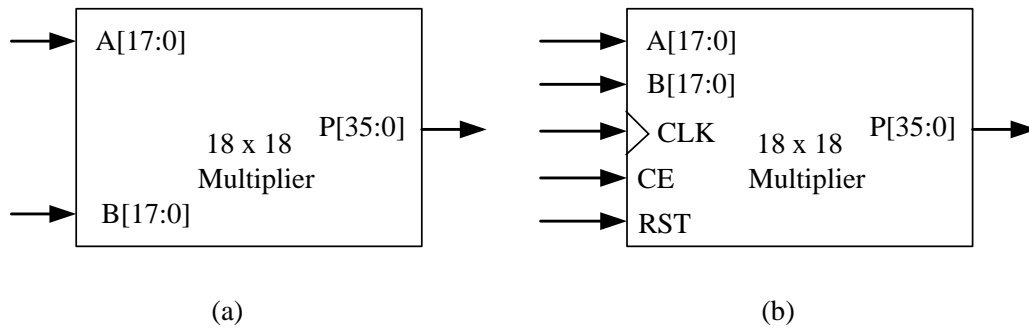 A[17:0]
P[35:0]
18 x 18
Multiplier
B[17:0]
(a)
A[17:0]
B[17:0]
CLK
P[35:0]
18 x 18
Multiplier
CE
RST
(b)